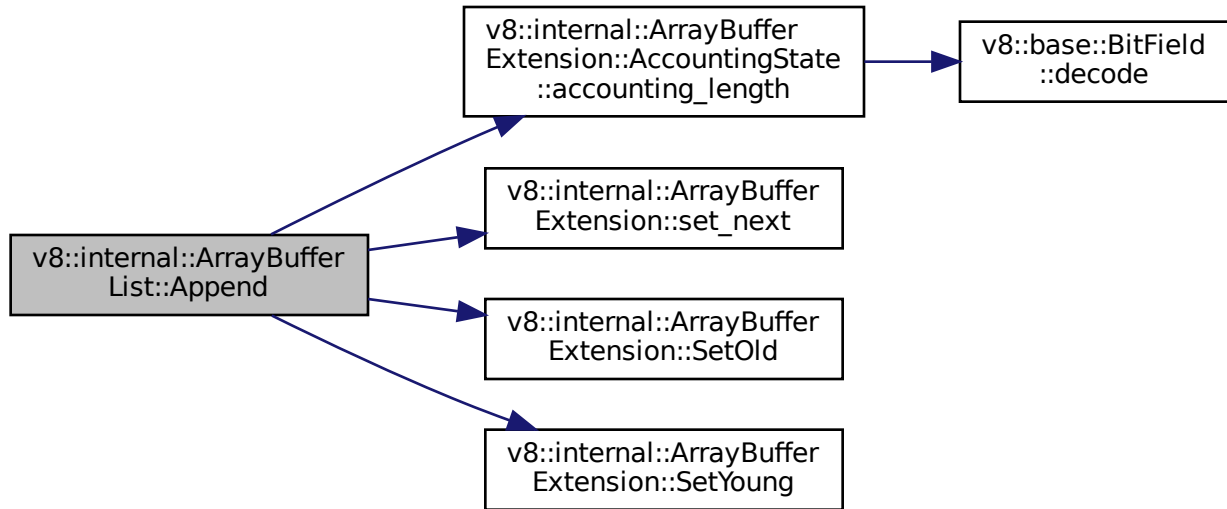 v8::internal::ArrayBuffer
Extension::AccountingState
::accounting_length
v8::base::BitField
::decode
v8::internal::ArrayBuffer
Extension::set_next
v8::internal::ArrayBuffer
List::Append
v8::internal::ArrayBuffer
Extension::SetOld
v8::internal::ArrayBuffer
Extension::SetYoung